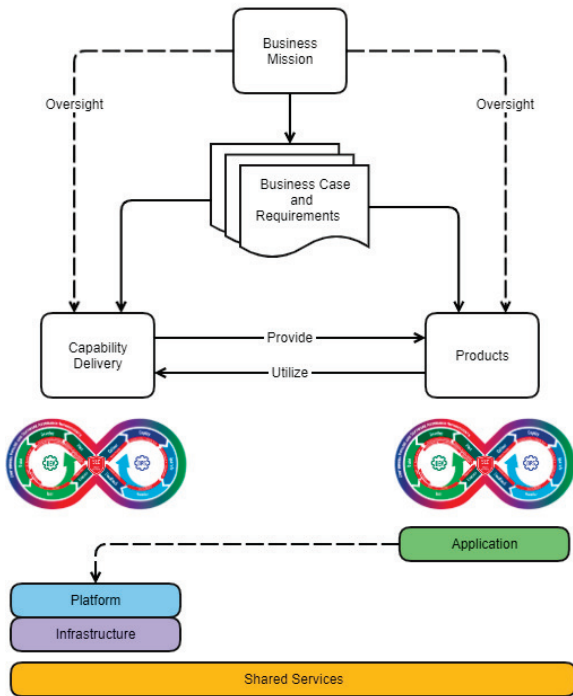 Business
Mission
Oversight
Oversight
Business Case
and
Requirements
Capability
Delivery
Provide
Utilize
Products
Application
Platform
Infrastructure
Shared Services